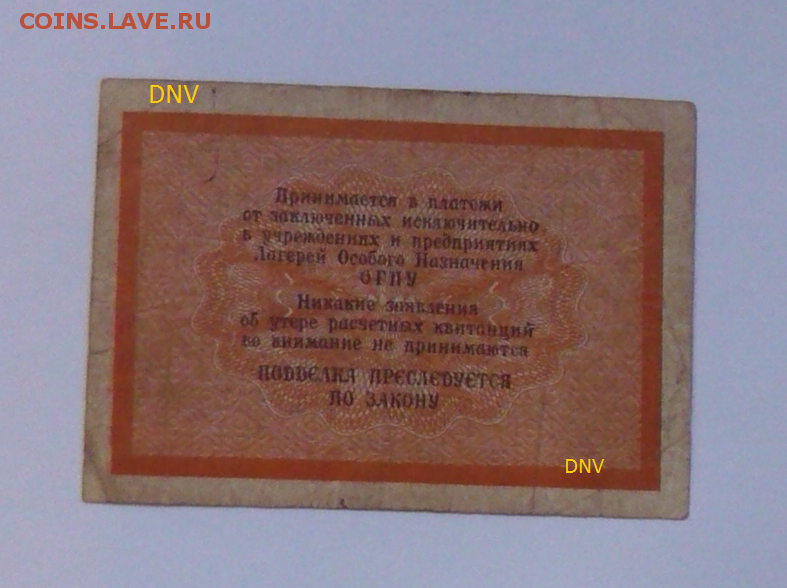 COINS.LAVE.RU
DNV
Принимается в платежи
от заключенных исключительно
в учреждениях и предприятиях
Лагерей Особого Назначения
ОГПУ
Никакие заявления
об утере расчетных квитанций
во внимание не принимаются
ПОДДЕЛКА ПРЕСЛЕДУЕТСЯ
ПО ЗАКОНУ
DNV